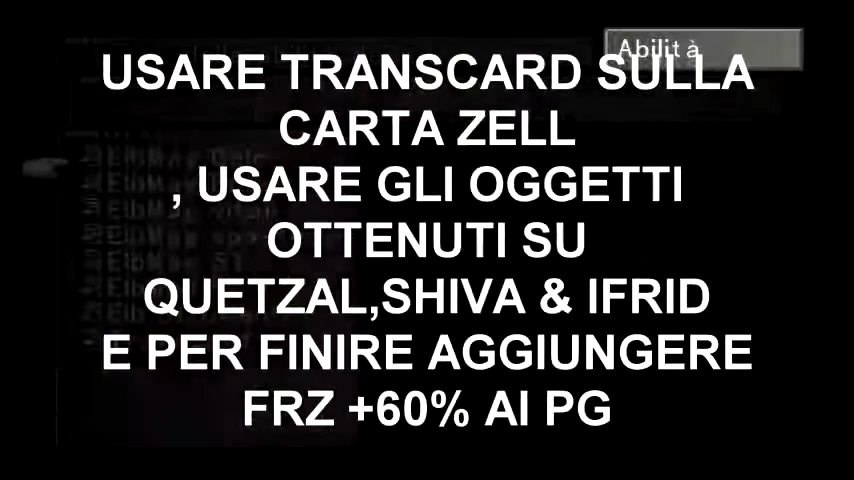 Abilità
USARE TRANSCARD SULLA
CARTA ZELL
, USARE GLI OGGETTI
OTTENUTI SU
QUETZAL,SHIVA & IFRID
E PER FINIRE AGGIUNGERE
FRZ +60% AI PG